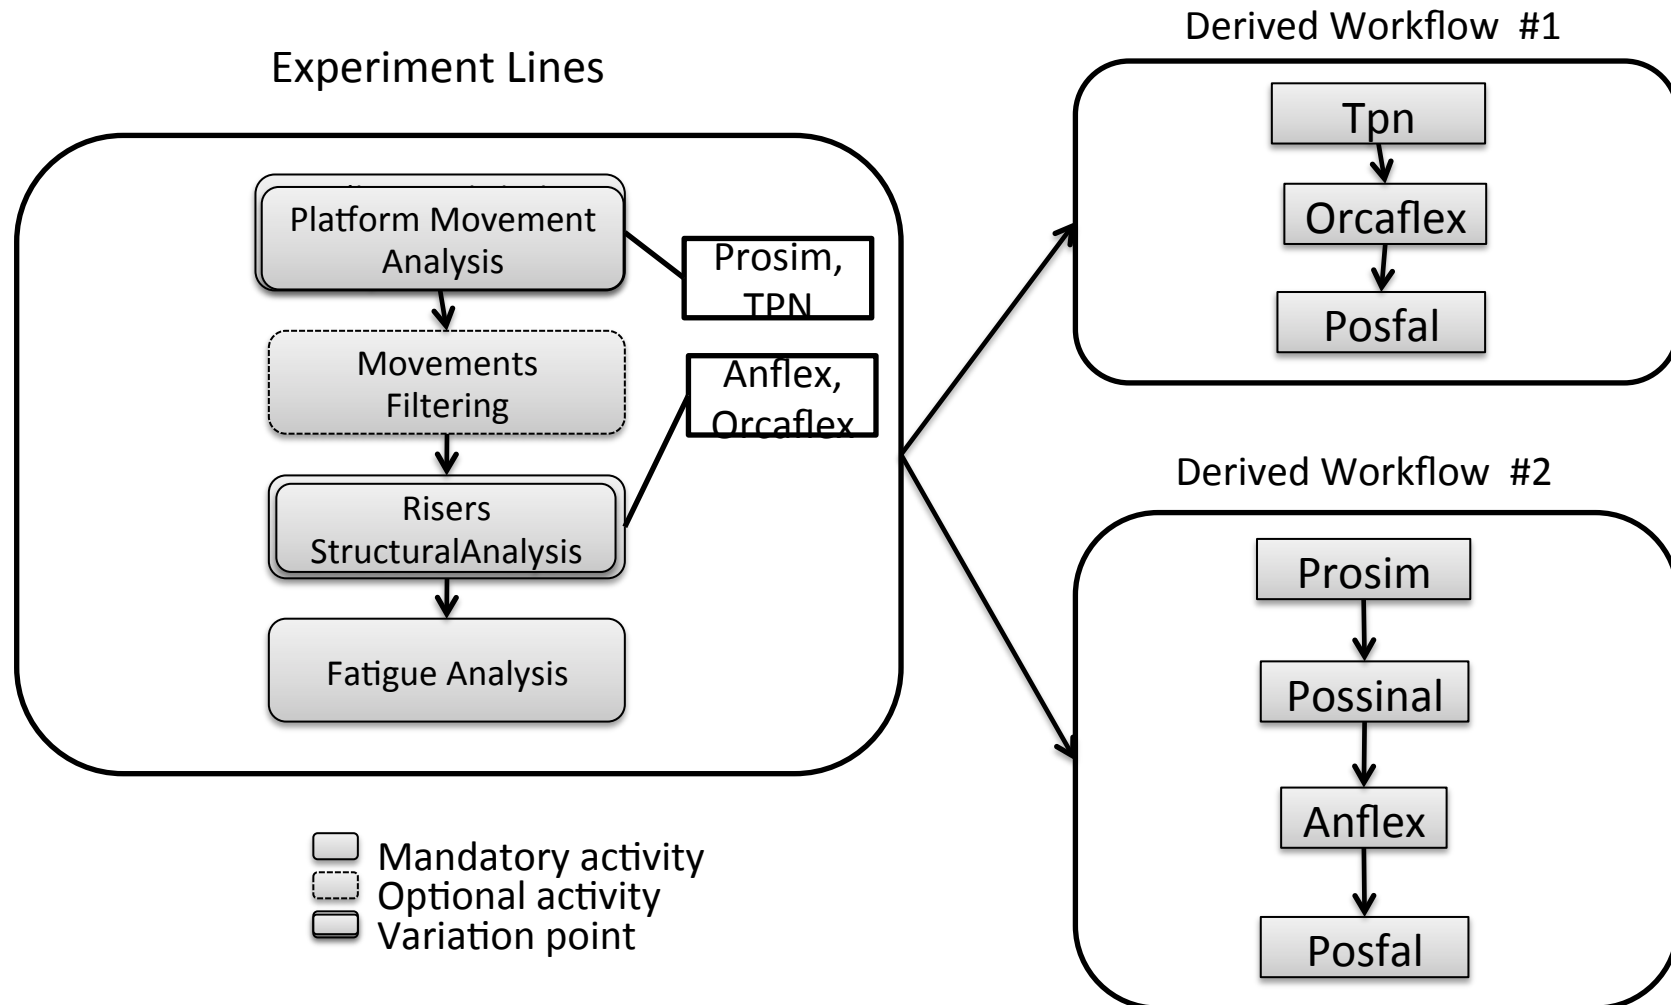 Experiment Lines
Platform Movement
Analysis
Prosim,
TPN
Movements
Filtering
Anflex,
Orcaflex
Risers
StructuralAnalysis
Fatigue Analysis
Mandatory activity
Optional activity
Variation point
Derived Workflow #1
Tpn
Orcaflex
Posfal
Derived Workflow #2
Prosim
Possinal
Anflex
Posfal